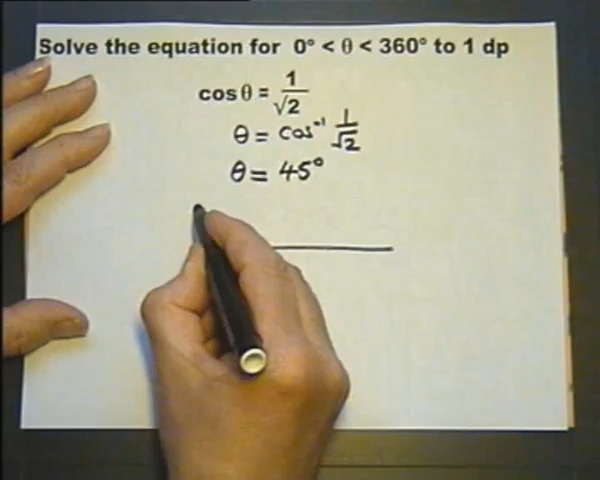 Solve the equation for 0° < θ < 360° to 1 dp
cos θ = 1/√2
θ = cos⁻¹ 1/√2
θ = 45°